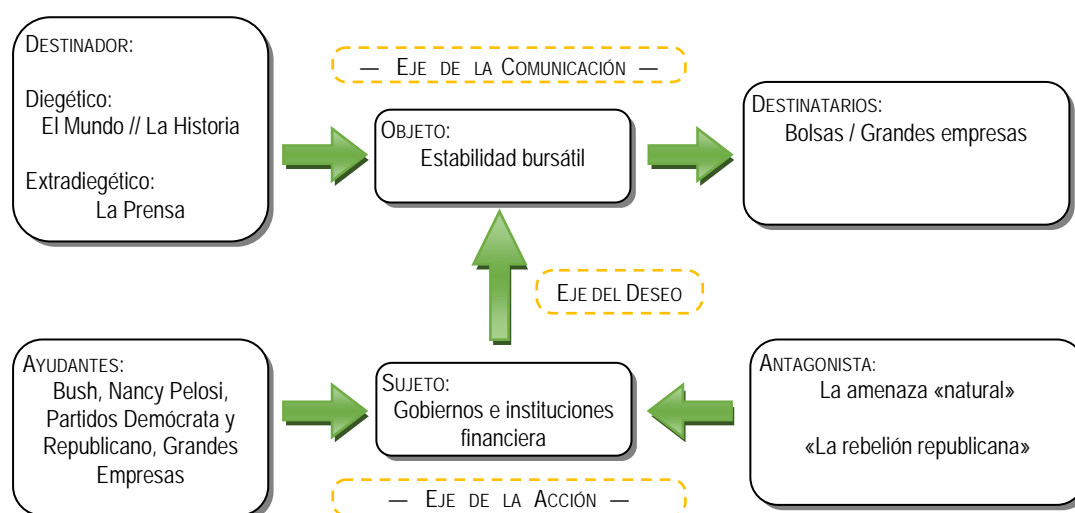 DESTINADOR:
Diegético:
El Mundo // La Historia
Extradiegético:
La Prensa
— EJE DE LA COMUNICACIÓN —
OBJETO:
Estabilidad bursátil
DESTINATARIOS:
Bolsas / Grandes empresas
EJE DEL DESEO
AYUDANTES:
Bush, Nancy Pelosi,
Partidos Demócrata y
Republicano, Grandes
Empresas
SUJETO:
Gobiernos e instituciones
financiera
ANTAGONISTA:
La amenaza «natural»
«La rebelión republicana»
— EJE DE LA ACCIÓN —